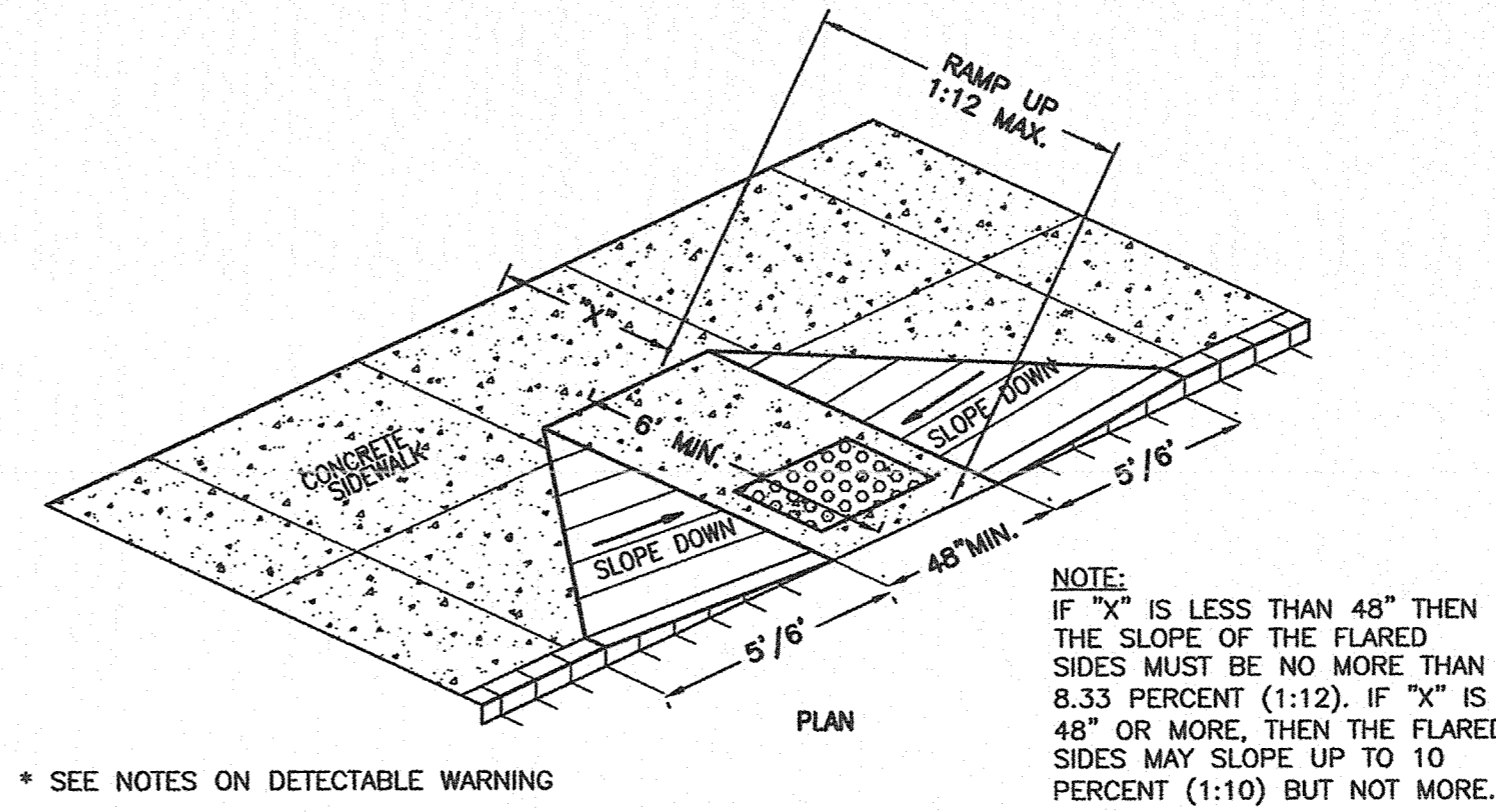 RAMP UP
1:12 MAX.
"X"
6' MIN.
SLOPE DOWN
CONCRETE
SIDEWALK
SLOPE DOWN
5'/6'
48"MIN.
5'/6'
PLAN
NOTE:
IF "X" IS LESS THAN 48" THEN
THE SLOPE OF THE FLARED
SIDES MUST BE NO MORE THAN
8.33 PERCENT (1:12). IF "X" IS
48" OR MORE, THEN THE FLARED
SIDES MAY SLOPE UP TO 10
PERCENT (1:10) BUT NOT MORE.
* SEE NOTES ON DETECTABLE WARNING